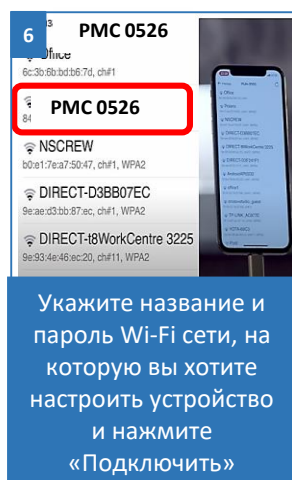 6
PMC 0526
Office
6c:3b:6b:bd:b6:7d, ch#1
PMC 0526
84
NSCREW
b0:e1:7e:a7:50:47, ch#1, WPA2
DIRECT-D3BB07EC
9e:ae:d3:bb:87:ec, ch#1, WPA2
DIRECT-t8WorkCentre 3225
9e:93:4e:46:ec:20, ch#11, WPA2
Укажите название и
пароль Wi-Fi сети, на
которую вы хотите
настроить устройство
и нажмите
«Подключить»